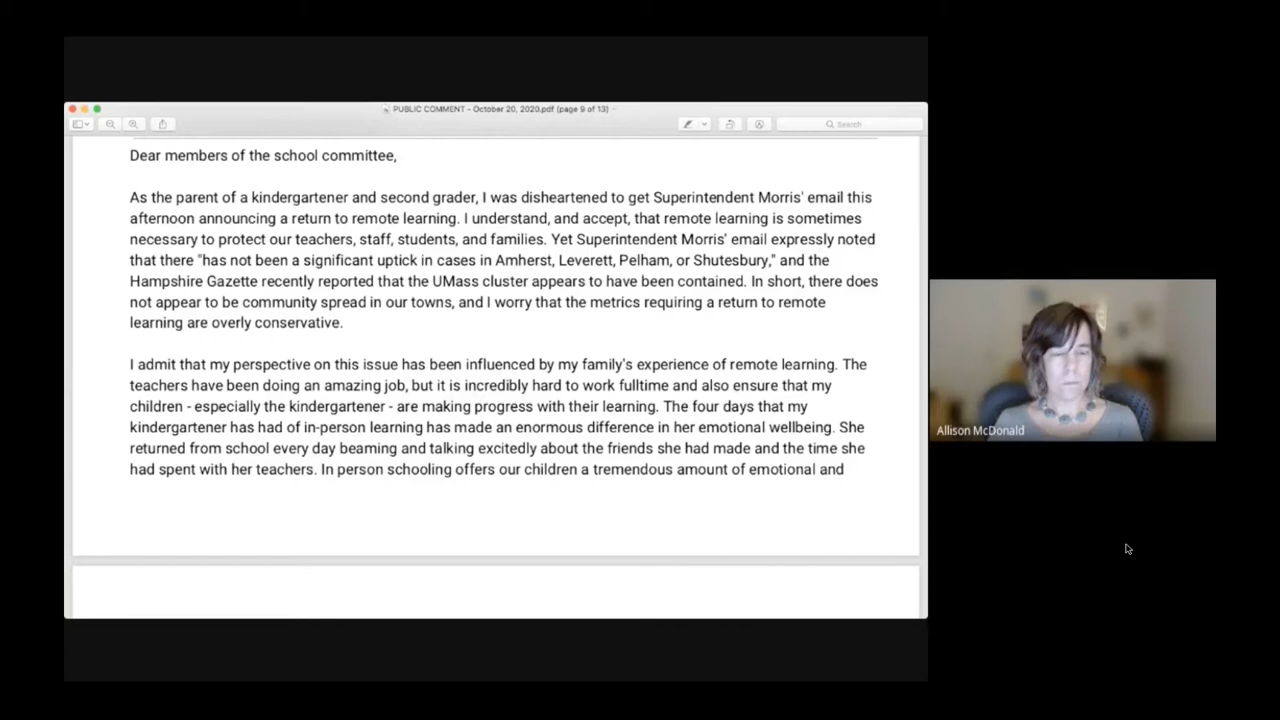 PUBLIC COMMENT - October 20, 2020.pdf (page 9 of 13)
Search
Dear members of the school committee,
As the parent of a kindergartener and second grader, I was disheartened to get Superintendent Morris' email this
afternoon announcing a return to remote learning. I understand, and accept, that remote learning is sometimes
necessary to protect our teachers, staff, students, and families. Yet Superintendent Morris' email expressly noted
that there "has not been a significant uptick in cases in Amherst, Leverett, Pelham, or Shutesbury," and the
Hampshire Gazette recently reported that the UMass cluster appears to have been contained. In short, there does
not appear to be community spread in our towns, and I worry that the metrics requiring a return to remote
learning are overly conservative.
I admit that my perspective on this issue has been influenced by my family's experience of remote learning. The
teachers have been doing an amazing job, but it is incredibly hard to work fulltime and also ensure that my
children - especially the kindergartener - are making progress with their learning. The four days that my
kindergartener has had of in-person learning has made an enormous difference in her emotional wellbeing. She
returned from school every day beaming and talking excitedly about the friends she had made and the time she
had spent with her teachers. In person schooling offers our children a tremendous amount of emotional and
Allison McDonald